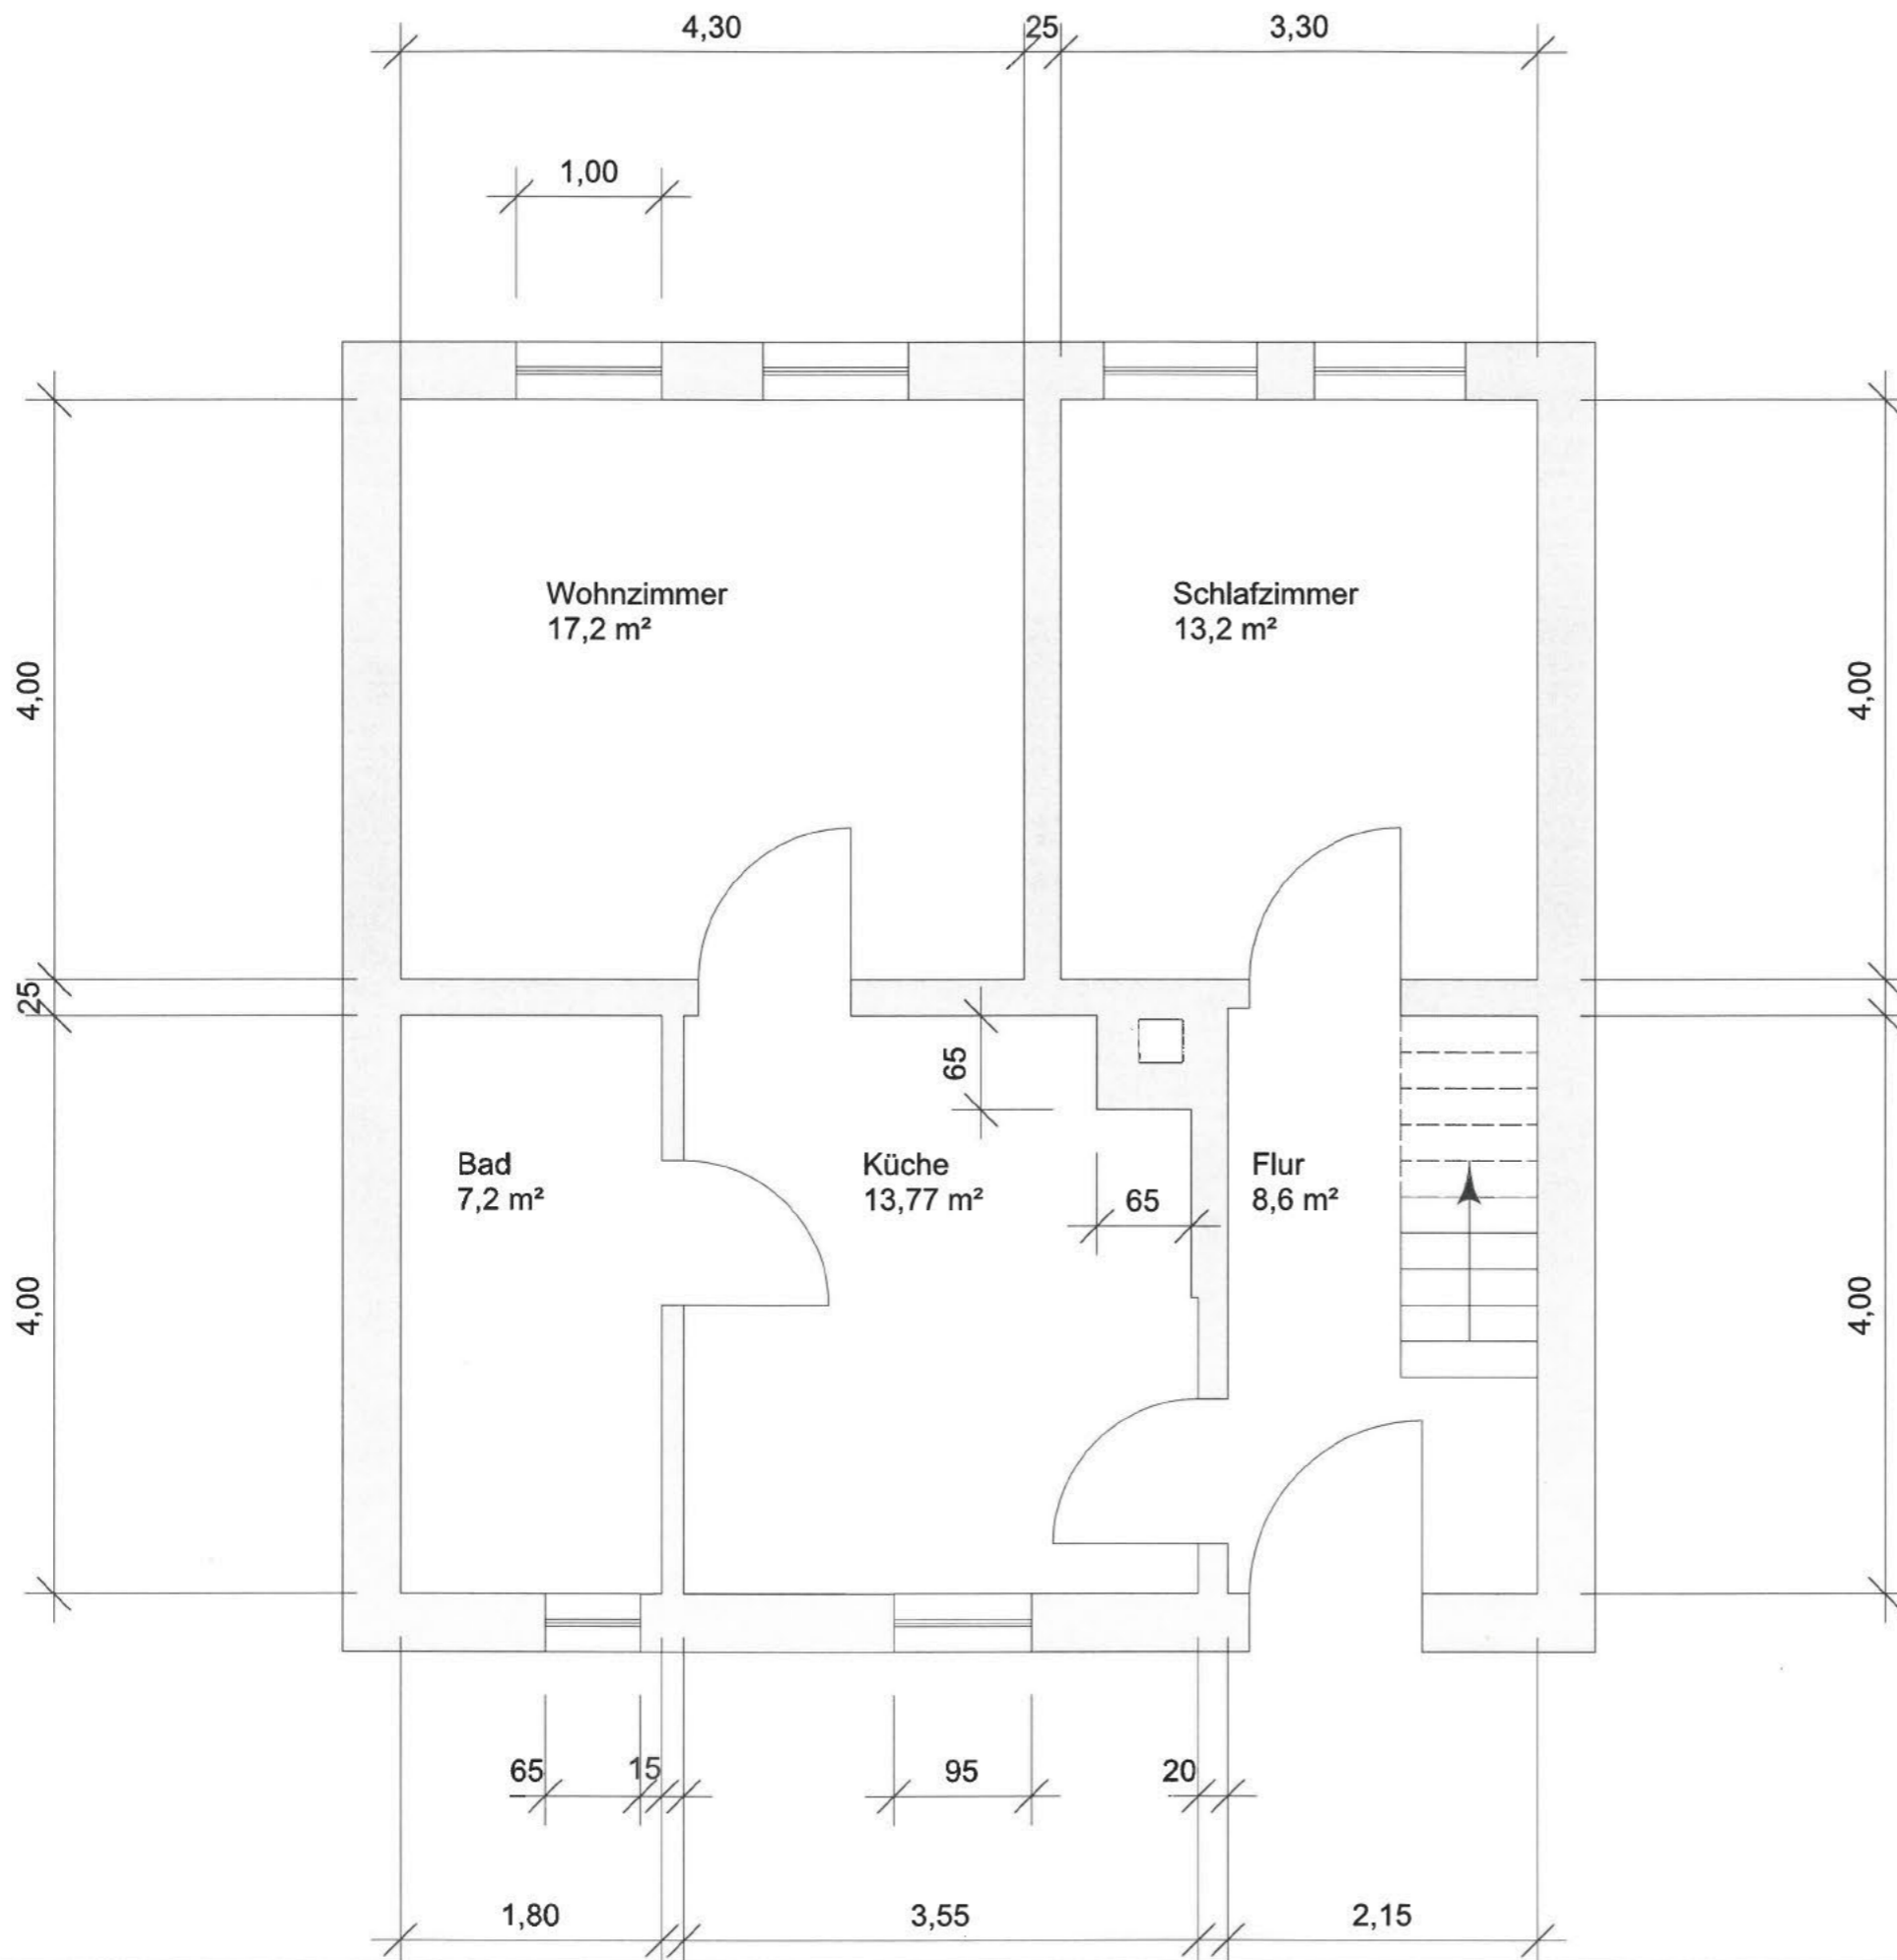 4,30
25
3,30
1,00
Wohnzimmer
17,2 m²
Schlafzimmer
13,2 m²
4,00
4,00
25
65
Bad
7,2 m²
Küche
13,77 m²
65
Flur
8,6 m²
4,00
4,00
65
15
95
20
1,80
3,55
2,15